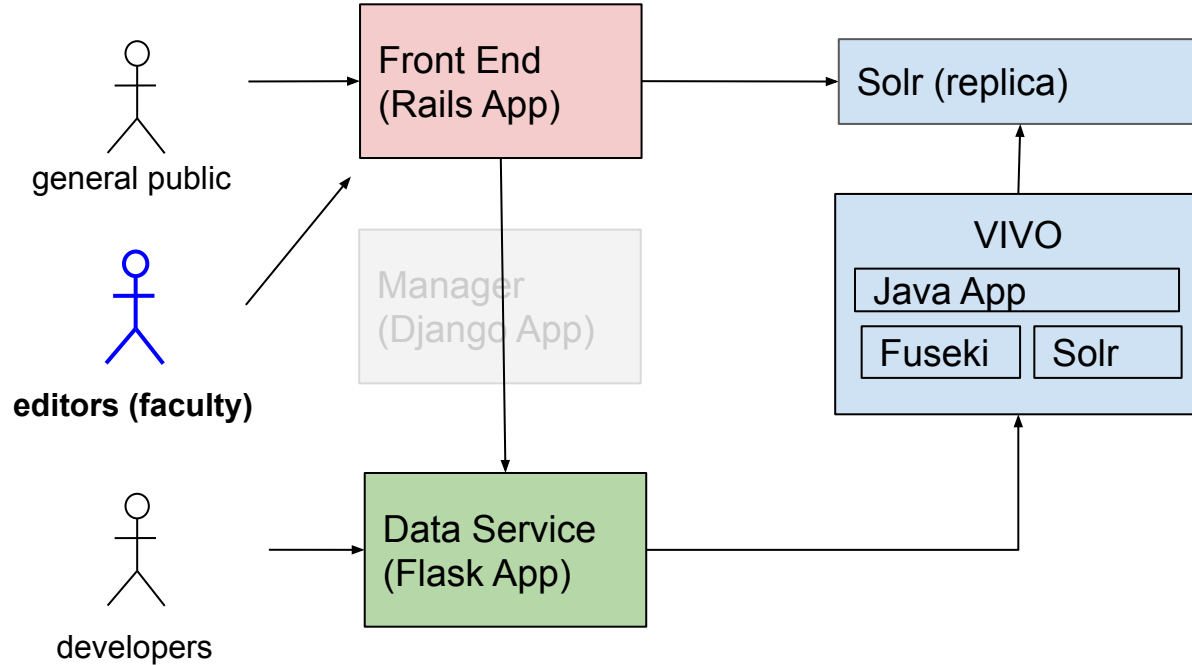 Front End
(Rails App)
Solr (replica)
general public
VIVO
Java App
Fuseki
Solr
Manager
(Django App)
editors (faculty)
Data Service
(Flask App)
developers